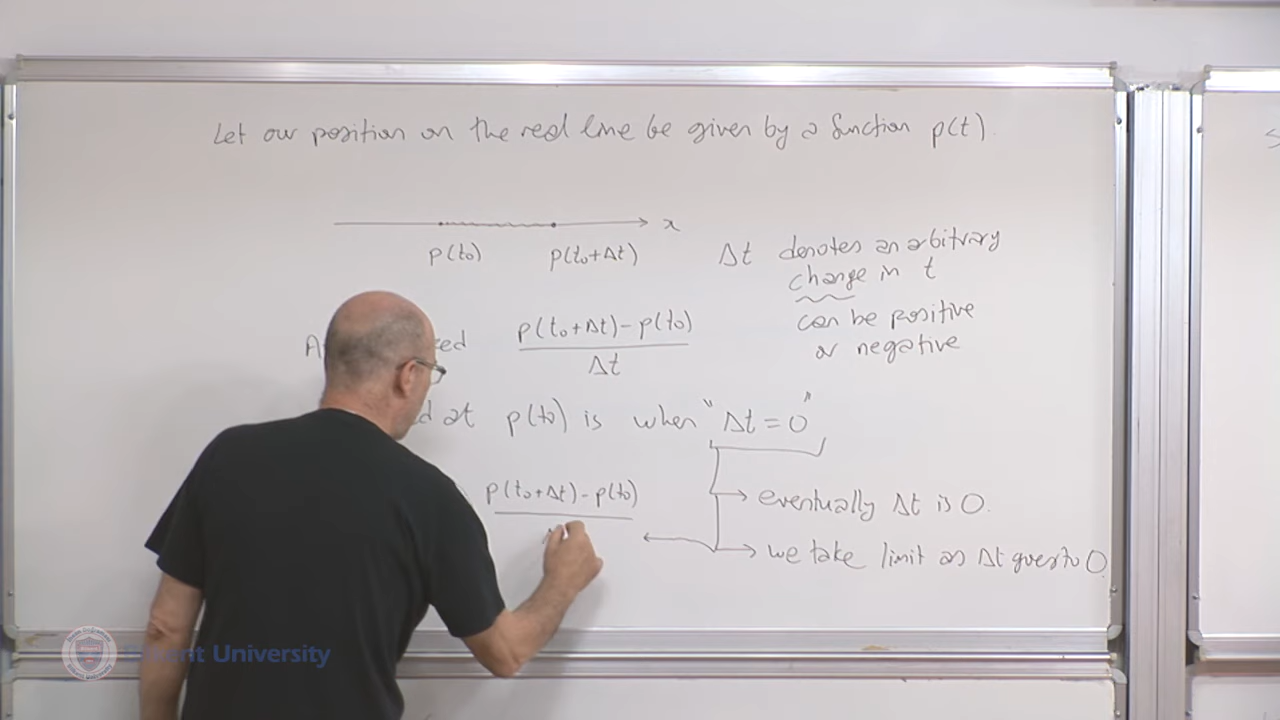 Let our position on the real line be given by a function p(t).
x
p(t₀) p(t₀+Δt)
Δt denotes an arbitrary
change in t
can be positive
or negative
p(t₀+Δt)-p(t₀)
Δt
at p(t₀) is when "Δt=0"
p(t₀+Δt)-p(t₀)
eventually Δt is 0.
we take limit as Δt goes to 0.
University